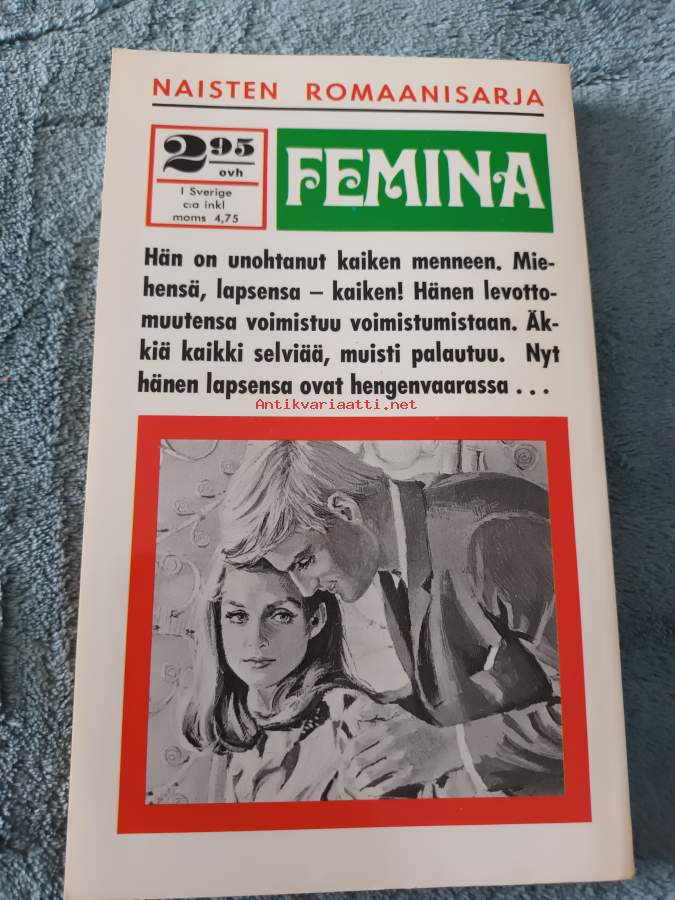 NAISTEN ROMAANISARJA
2 95
ovh
I Sverige
c:a inkl
moms 4,75
FEMINA
Hän on unohtanut kaiken menneen. Mie-
hensä, lapsensa – kaiken! Hänen levotto-
muutensa voimistuu voimistumistaan. Äk-
kiä kaikki selviää, muisti palautuu. Nyt
hänen lapsensa ovat hengenvaarassa . . .
Antikvariaatti.net